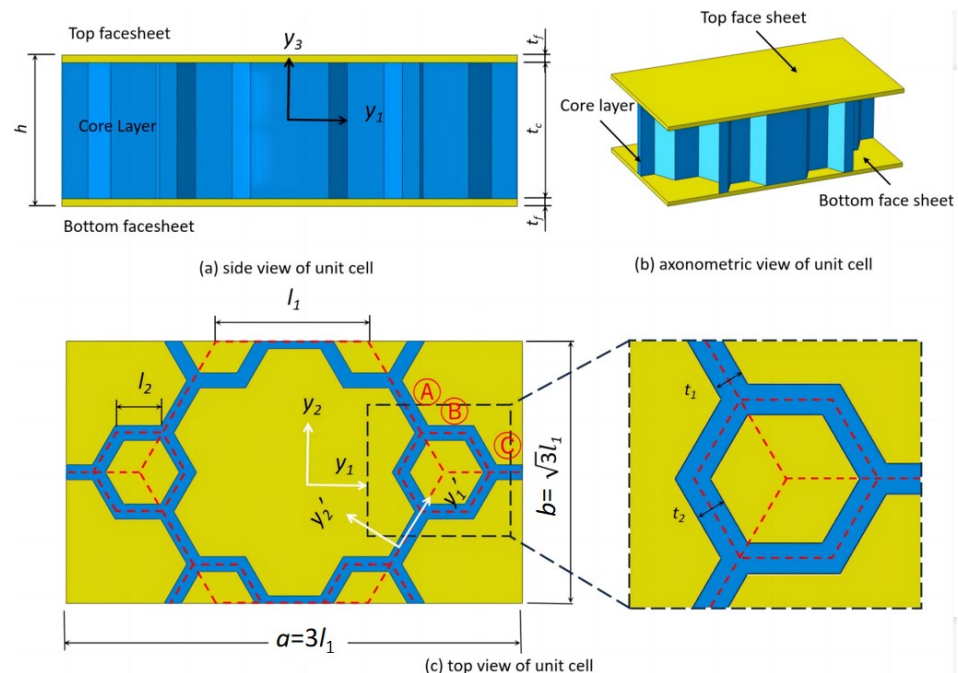 Top facesheet
y3
tf
Top face sheet
h
Core Layer
y1
tc
Core layer
Bottom facesheet
tf
Bottom face sheet
(a) side view of unit cell
(b) axonometric view of unit cell
l1
A
l2
B
t1
y2
C
y1
b=√3l1
y1′
y2′
t2
a=3l1
(c) top view of unit cell